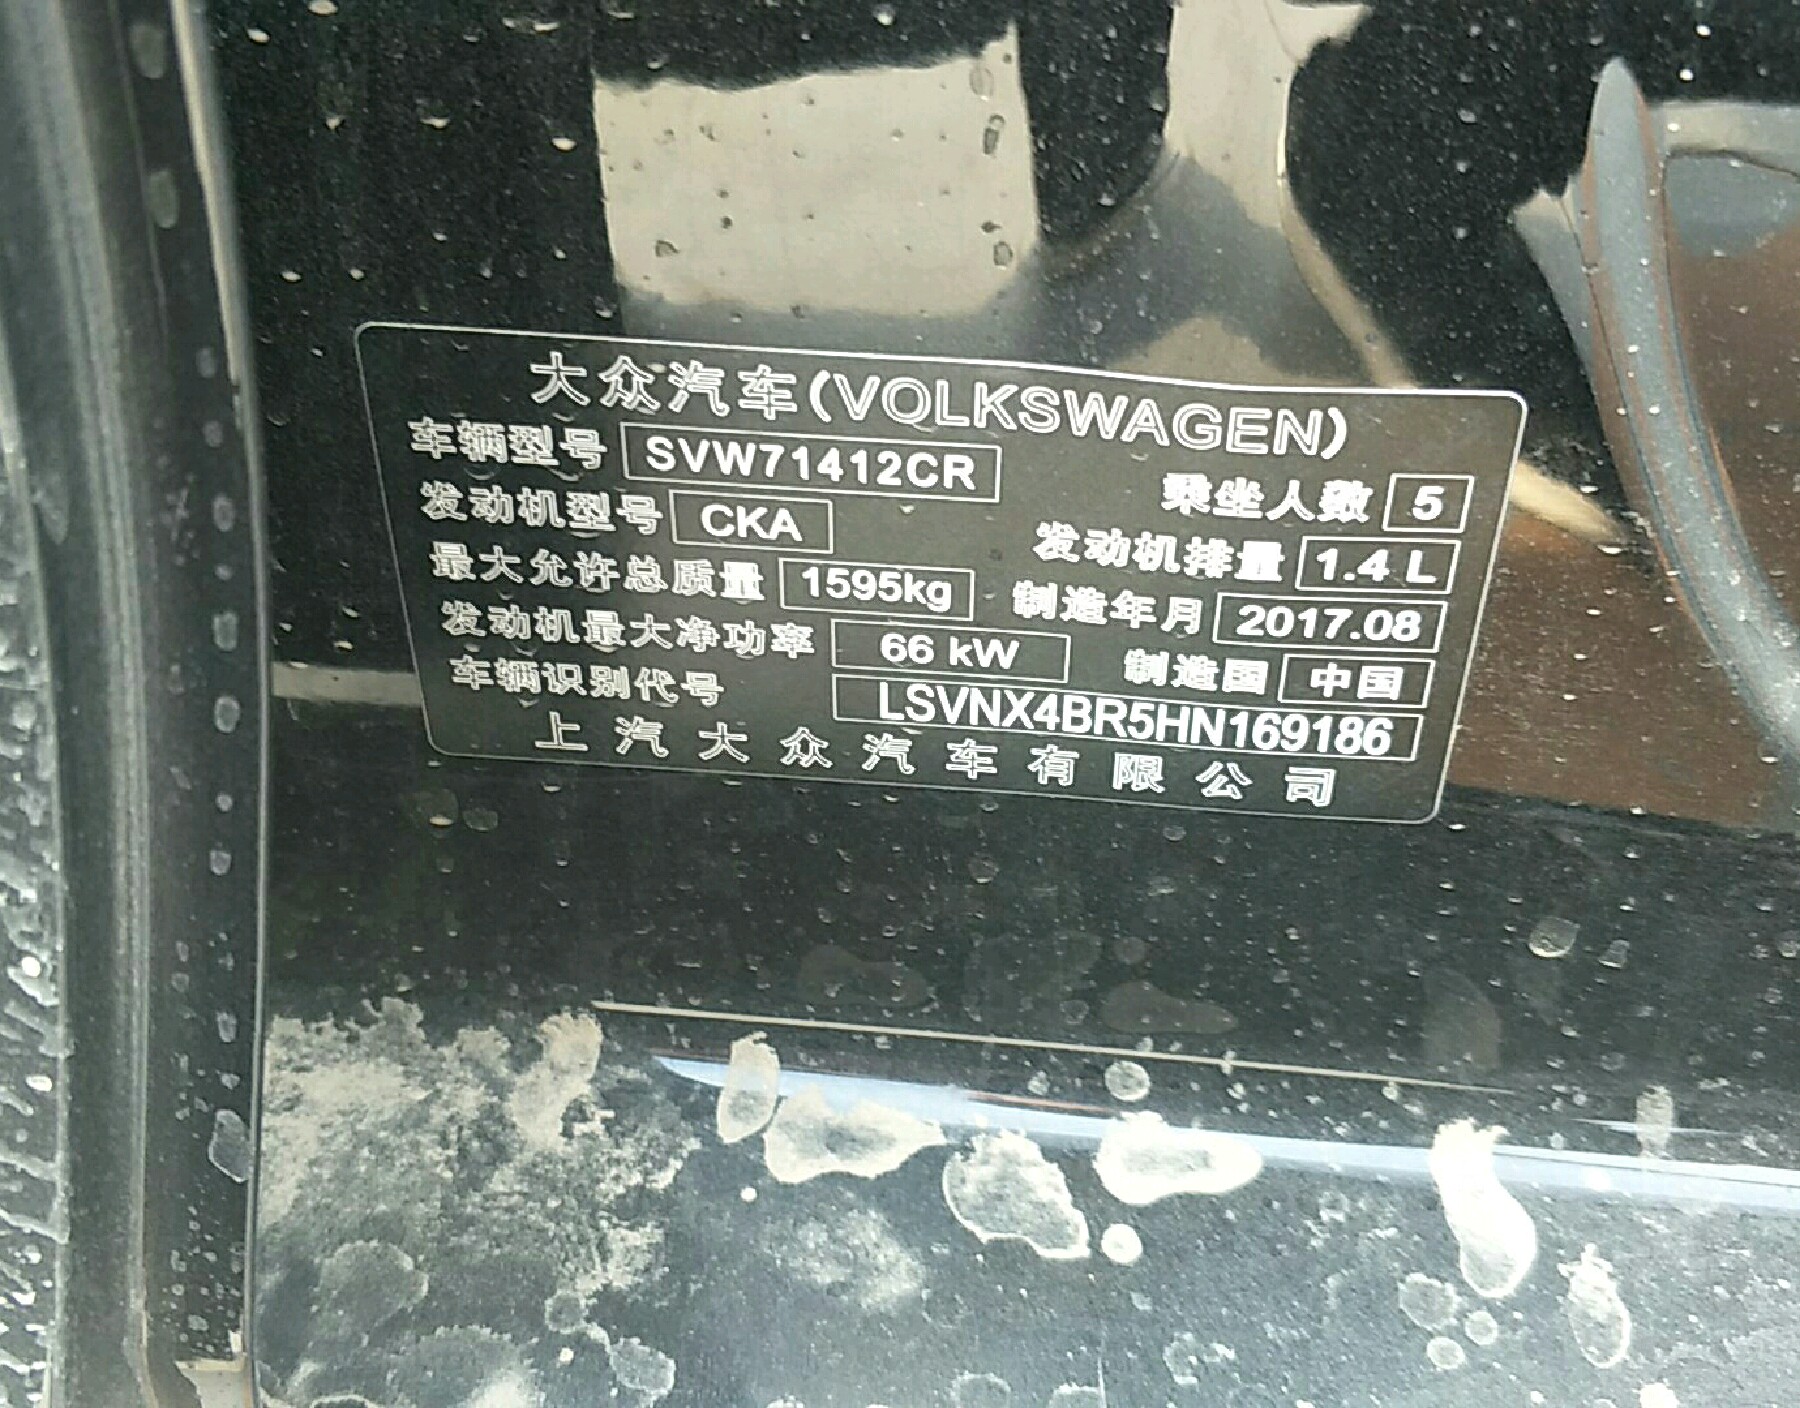 大众汽车(VOLKSWAGEN)
车辆型号 SVW71412CR 乘坐人数 5
发动机型号 CKA 发动机排量 1.4 L
最大允许总质量 1595kg 制造年月 2017.08
发动机最大净功率 66 kW 制造国 中国
车辆识别代号 LSVNX4BR5HN169186
上汽大众汽车有限公司